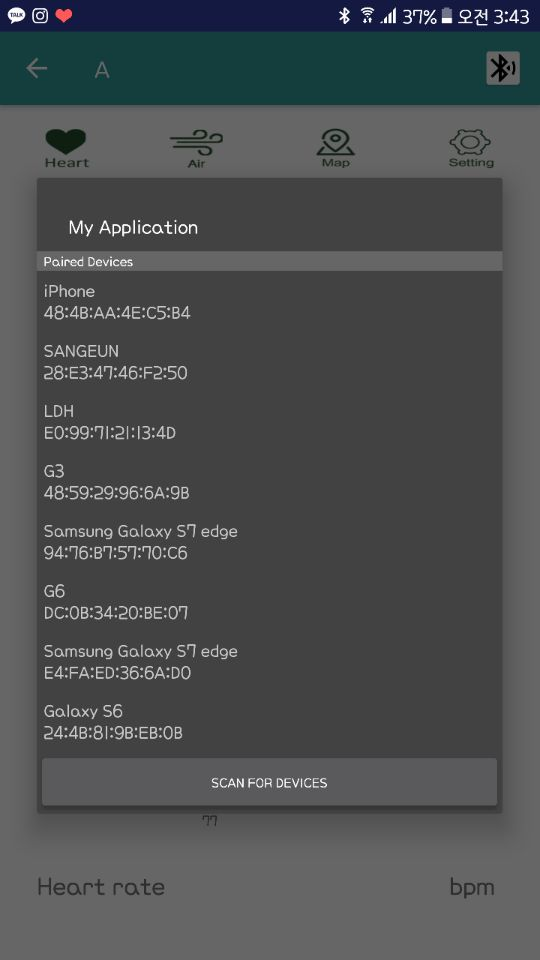 TALK
37% 오전 3:43
A
Heart Air Map Setting
My Application
Paired Devices
iPhone
48:4B:AA:4E:C5:B4
SANGEUN
28:E3:47:46:F2:50
LDH
E0:99:71:21:13:4D
G3
48:59:29:96:6A:9B
Samsung Galaxy S7 edge
94:76:B7:57:70:C6
G6
DC:0B:34:20:BE:07
Samsung Galaxy S7 edge
E4:FA:ED:36:6A:D0
Galaxy S6
24:4B:81:9B:EB:0B
SCAN FOR DEVICES
77
Heart rate bpm